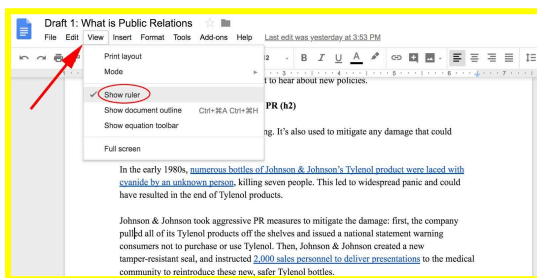 Draft 1: What is Public Relations
File Edit View Insert Format Tools Add-ons Help Last edit was yesterday at 3:53 PM
Print layout
Mode
Show ruler
Show document outline Ctrl+⌘A Ctrl+⌘H
Show equation toolbar
Full screen
B I U A
3 4 5 6 7
t to hear about new policies.
PR (h2)
ng. It’s also used to mitigate any damage that could
In the early 1980s, numerous bottles of Johnson & Johnson’s Tylenol product were laced with
cyanide by an unknown person, killing seven people. This led to widespread panic and could
have resulted in the end of Tylenol products.
Johnson & Johnson took aggressive PR measures to mitigate the damage: first, the company
pulled all of its Tylenol products off the shelves and issued a national statement warning
consumers not to purchase or use Tylenol. Then, Johnson & Johnson created a new
tamper-resistant seal, and instructed 2,000 sales personnel to deliver presentations to the medical
community to reintroduce these new, safer Tylenol bottles.